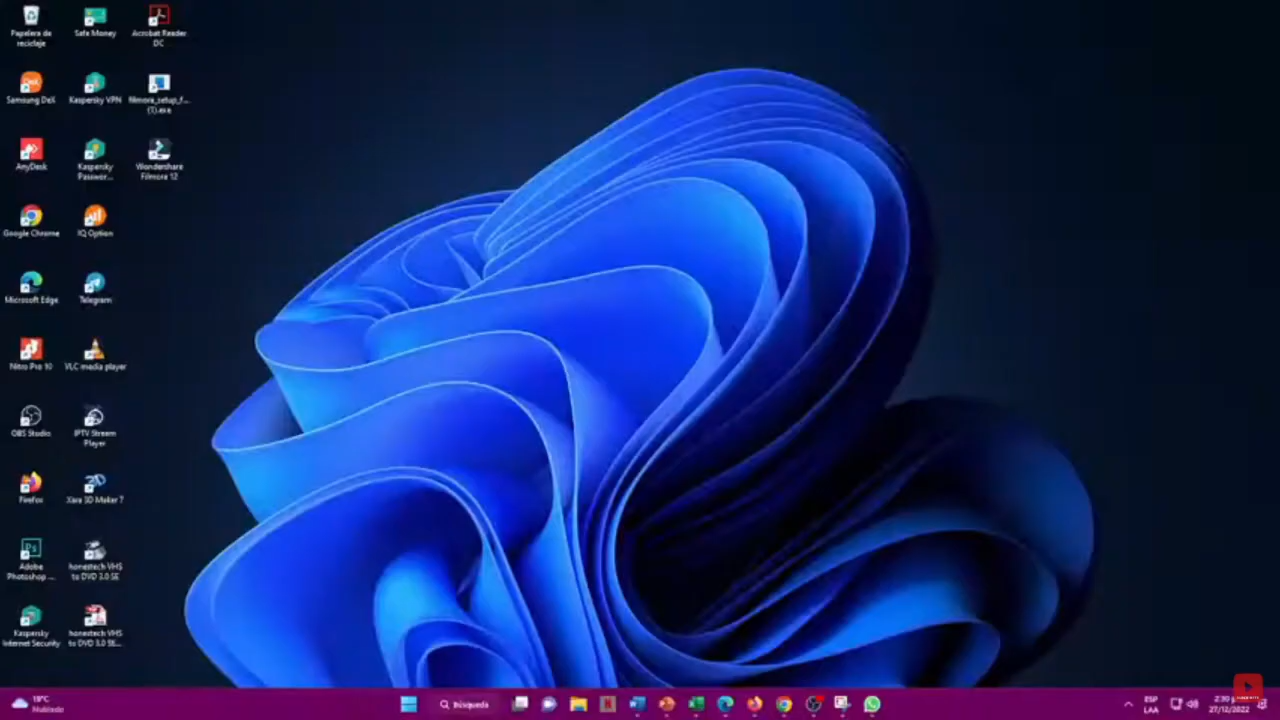 Papelera de
reciclaje
Safe Money
Acrobat Reader
DC
Samsung DeX
Kaspersky VPN
filmora_setup_f...
(1).exe
AnyDesk
Kaspersky
Passwor...
Wondershare
Filmora 12
Google Chrome
IQ Option
Microsoft Edge
Telegram
Nitro Pro 10
VLC media player
OBS Studio
IPTV Stream
Player
Firefox
Xara 3D Maker 7
Adobe
Photoshop ...
honestech VHS
to DVD 3.0 SE
Kaspersky
Internet Security
honestech VHS
to DVD 3.0 SE...
19°C
Nublado
Búsqueda
ESP
LAA
2:30
27/12/2022